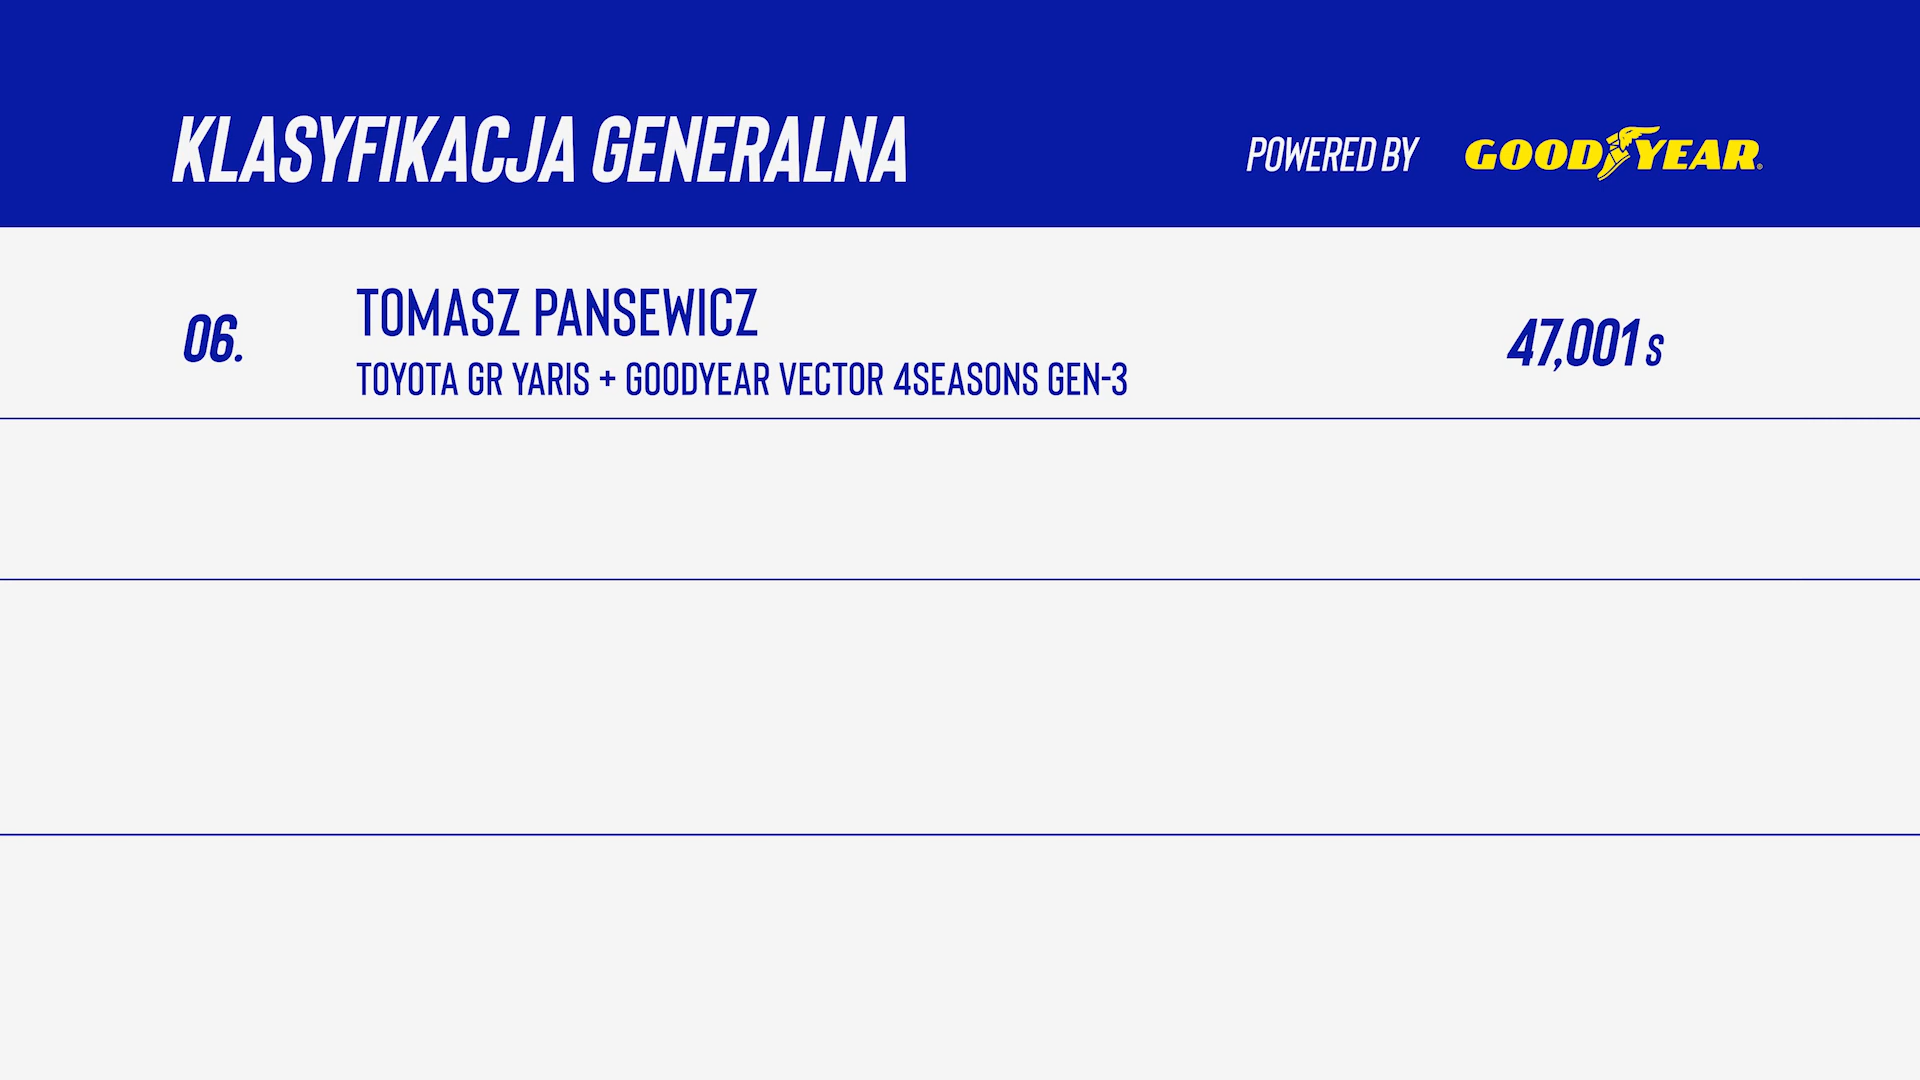 KLASYFIKACJA GENERALNA
POWERED BY GOODYEAR
06.
TOMASZ PANSEWICZ
TOYOTA GR YARIS + GOODYEAR VECTOR 4SEASONS GEN-3
47,001 s